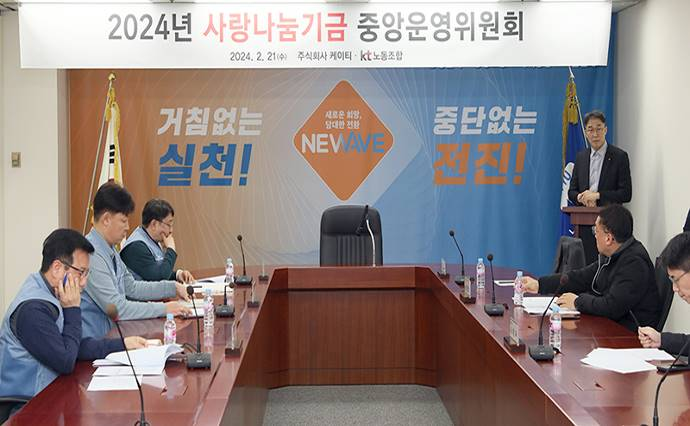 2024년 사랑나눔기금 중앙운영위원회
2024. 2. 21(수) 주식회사 케이티 · kt노동조합
거침없는
실천!
새로운 희망,
담대한 전환
NEWAVE
중단없는
전진!